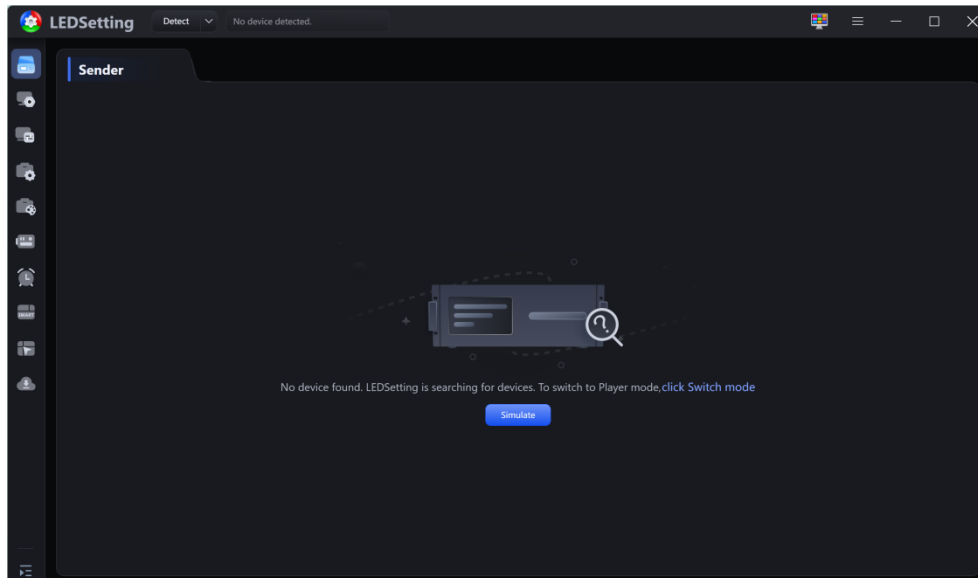 LEDSetting
Detect
No device detected.
Sender
SMART
No device found. LEDSetting is searching for devices. To switch to Player mode,click Switch mode
Simulate